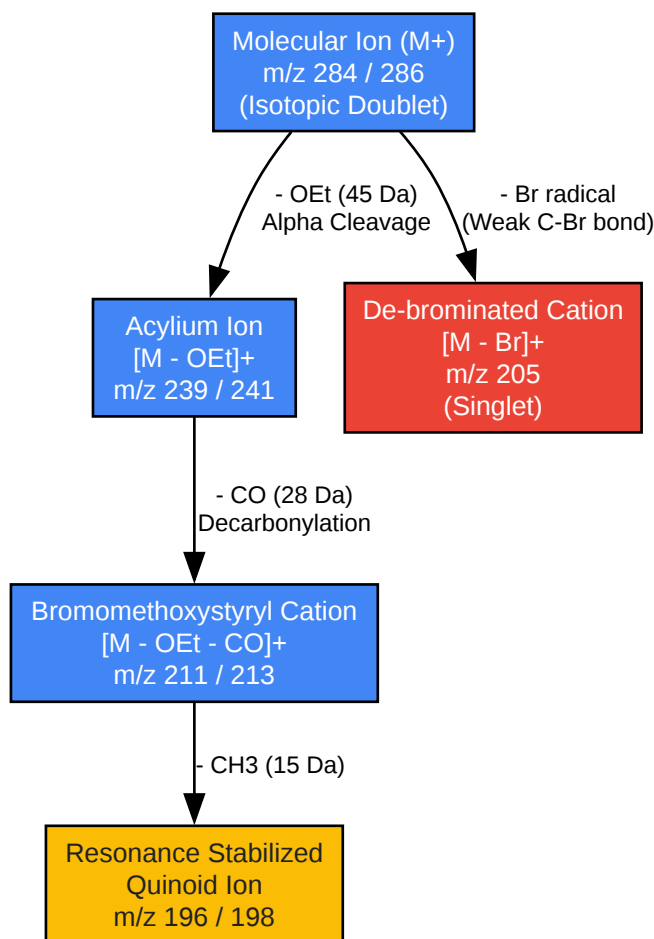 Molecular Ion (M+)
m/z 284 / 286
(Isotopic Doublet)
- OEt (45 Da)
Alpha Cleavage
- Br radical
(Weak C-Br bond)
Acylium Ion
[M - OEt]+
m/z 239 / 241
De-brominated Cation
[M - Br]+
m/z 205
(Singlet)
- CO (28 Da)
Decarbonylation
Bromomethoxystyryl Cation
[M - OEt - CO]+
m/z 211 / 213
- CH3 (15 Da)
Resonance Stabilized
Quinoid Ion
m/z 196 / 198